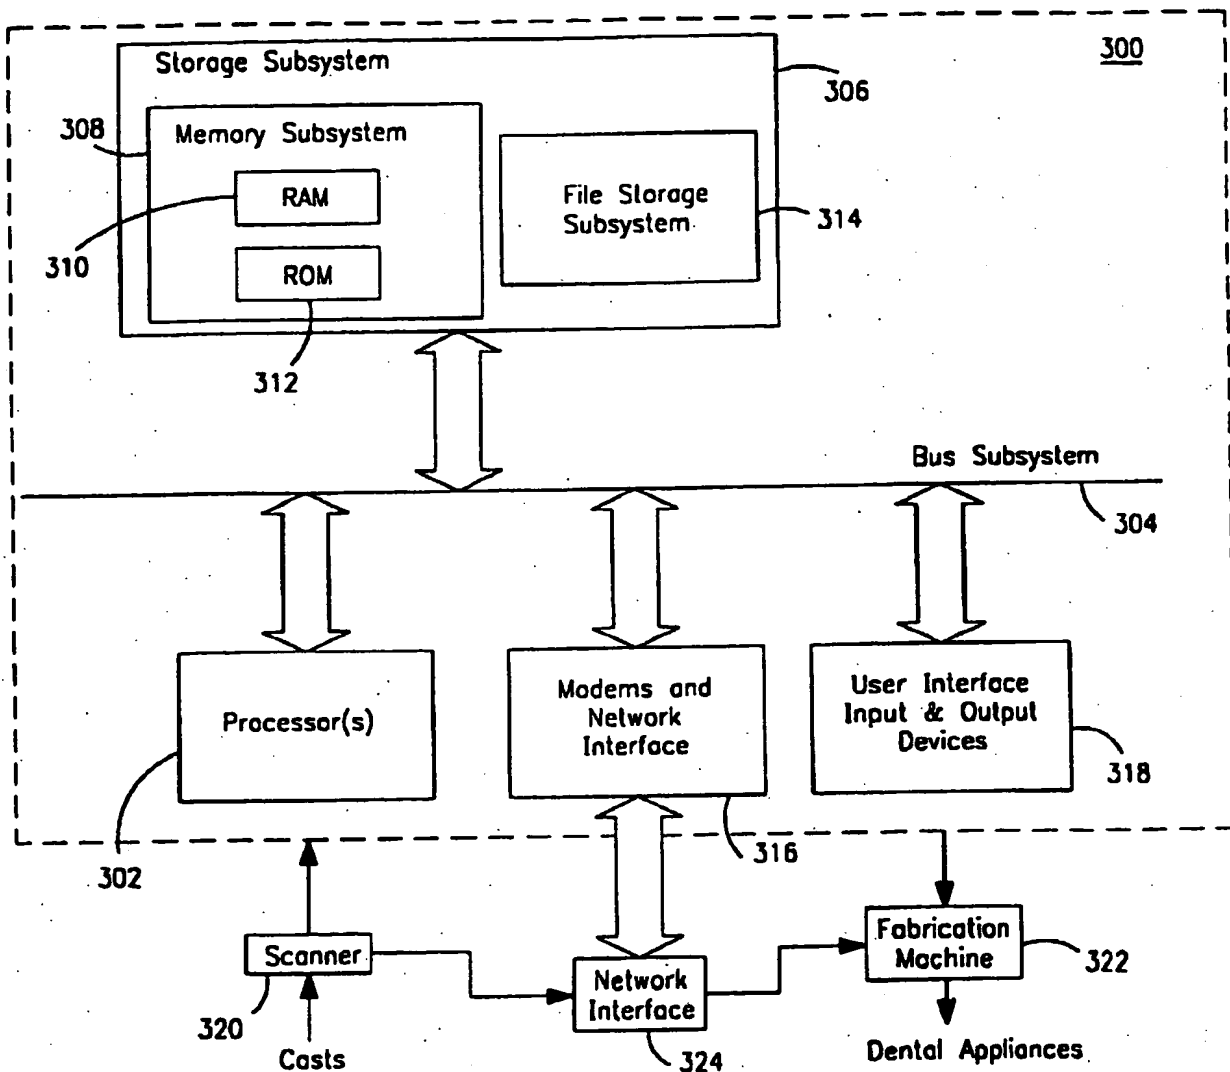 300
Storage Subsystem
306
308
Memory Subsystem
RAM
File Storage
Subsystem
314
310
ROM
312
Bus Subsystem
304
Processor(s)
Modems and
Network
Interface
User Interface
Input & Output
Devices
318
302
316
Scanner
Fabrication
Machine
322
320
Network
Interface
Casts
324
Dental Appliances